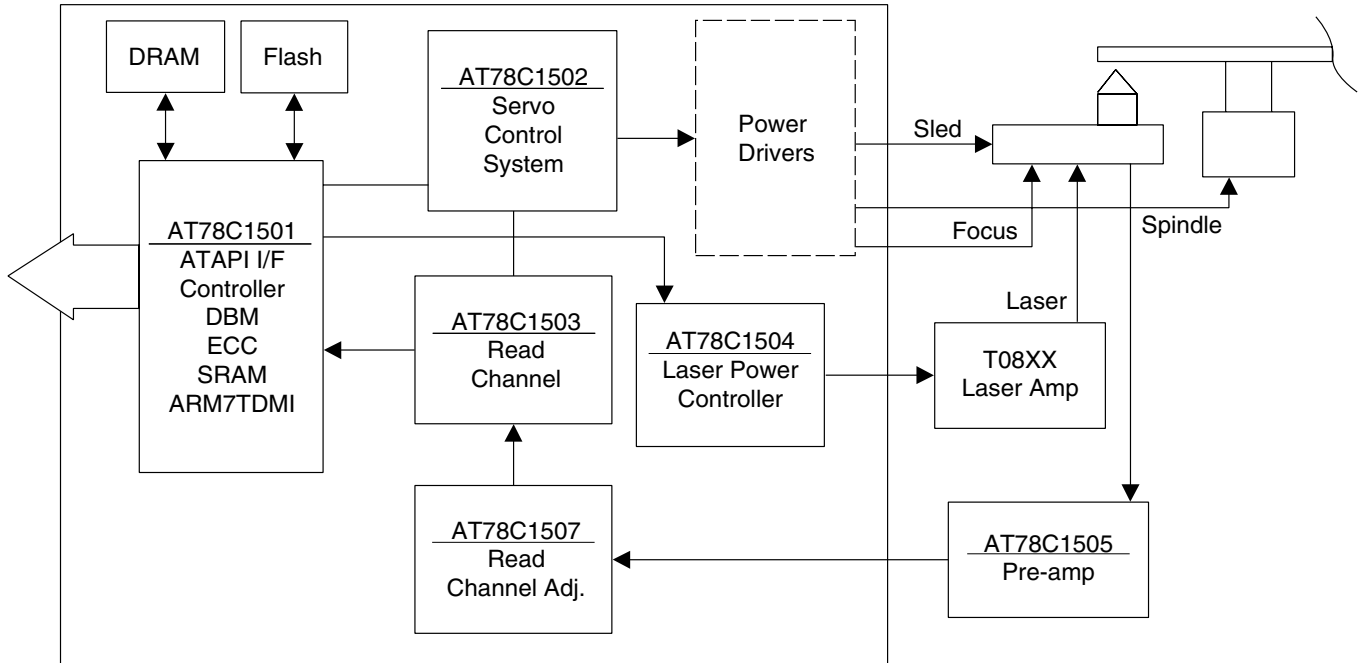 DRAM
Flash
AT78C1502
Servo
Control
System
Power
Drivers
Sled
Focus
Spindle
AT78C1501
ATAPI I/F
Controller
DBM
ECC
SRAM
ARM7TDMI
AT78C1503
Read
Channel
AT78C1504
Laser Power
Controller
Laser
T08XX
Laser Amp
AT78C1507
Read
Channel Adj.
AT78C1505
Pre-amp